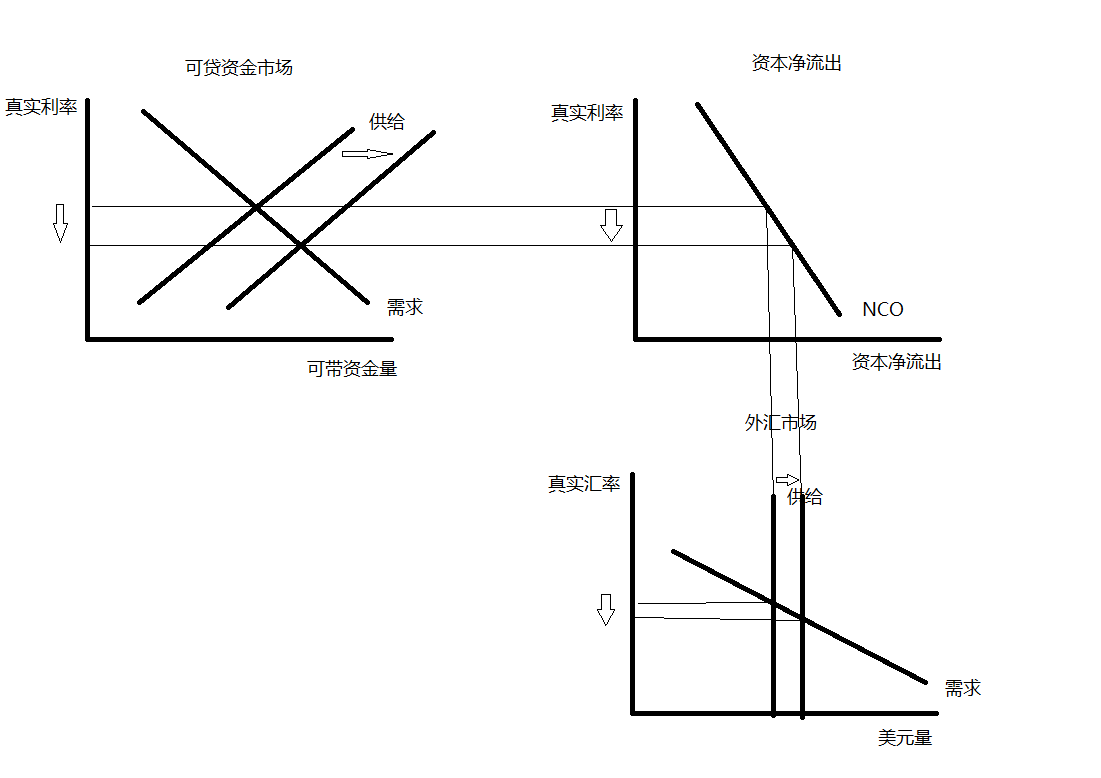 可贷资金市场
真实利率
供给
需求
可带资金量
资本净流出
真实利率
NCO
资本净流出
外汇市场
真实汇率
供给
需求
美元量